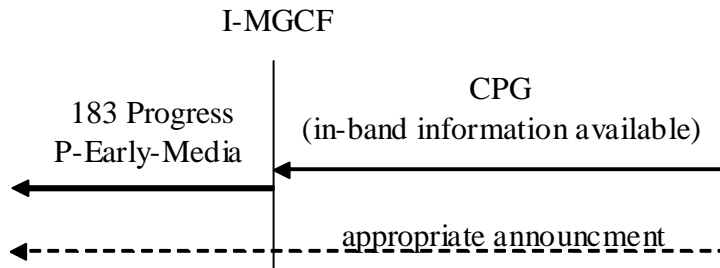 I-MGCF
183 Progress
P-Early-Media
CPG
(in-band information available)
appropriate announcment